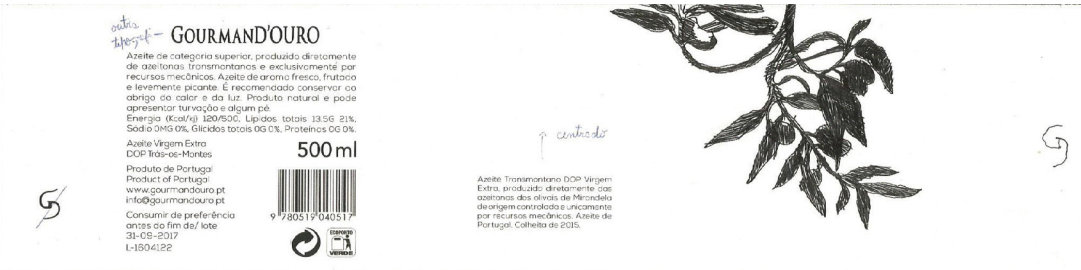 outra
tipografi –
GOURMAND'OURO
Azeite de categoria superior, produzido diretamente
de azeitonas transmontanas e exclusivamente por
recursos mecânicos. Azeite de aroma fresco, frutado
e levemente picante. É recomendado conservar ao
abrigo do calor e da luz. Produto natural e pode
apresentar turvação e algum pé.
Energia (Kcal/kj) 120/500, Lípidos totais 13.5G 21%,
Sódio 0MG 0%, Glícidos totais 0G 0%, Proteínas 0G 0%.
Azeite Virgem Extra
DOP Trás-os-Montes
500 ml
Produto de Portugal
Product of Portugal
www.gourmandouro.pt
info@gourmandouro.pt
Consumir de preferência
antes do fim de/ lote
31-09-2017
L-1604122
9 780519 040517
ECOPONTO
VERDE
centrado
Azeite Transmontano DOP Virgem
Extra, produzido diretamente das
azeitonas dos olivais de Mirandela
de origem controlada e unicamente
por recursos mecânicos. Azeite de
Portugal. Colheita de 2015.